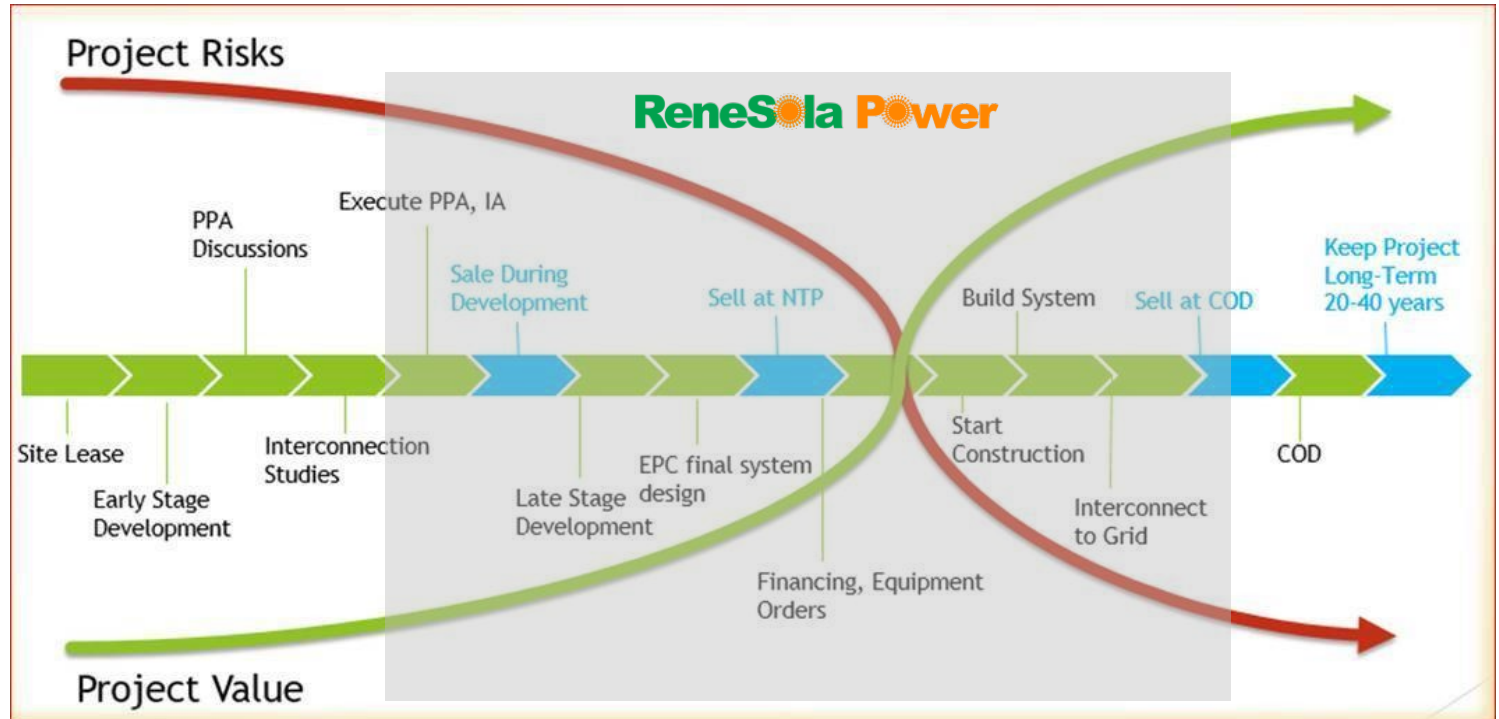 Project Risks
ReneSola Power
Execute PPA, IA
PPA
Discussions
Sale During
Development
Sell at NTP
Build System
Sell at COD
Keep Project
Long-Term
20-40 years
Site Lease
Early Stage
Development
Interconnection
Studies
Late Stage
Development
EPC final system
design
Financing, Equipment
Orders
Start
Construction
Interconnect
to Grid
COD
Project Value